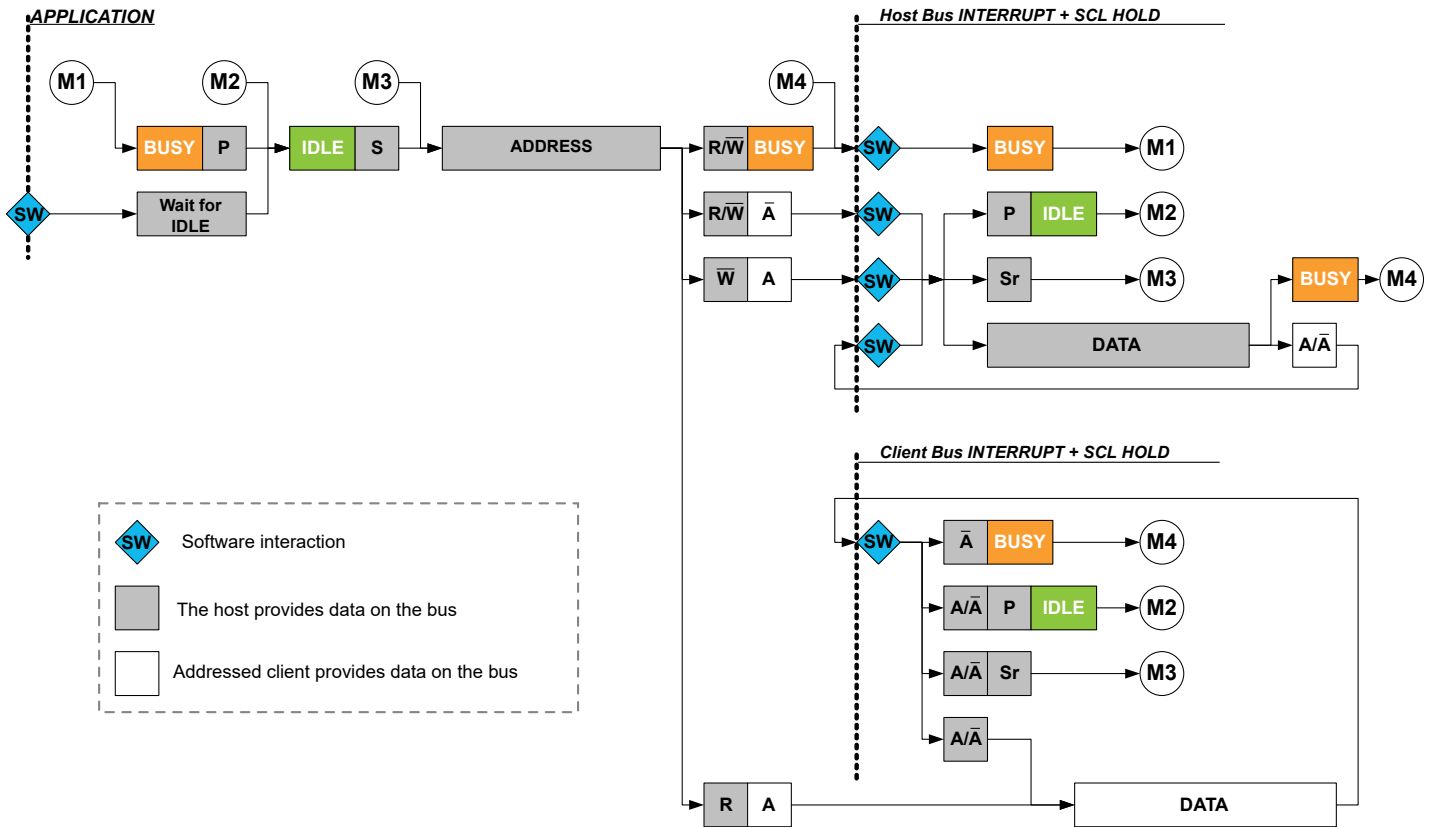 APPLICATION
Host Bus INTERRUPT + SCL HOLD
M1
M2
M3
M4
BUSY P
IDLE S
ADDRESS
R/W̅ BUSY
SW
BUSY
M1
SW
Wait for
IDLE
R/W̅ A̅
SW
P IDLE
M2
W̅ A
SW
Sr
M3
BUSY
M4
SW
DATA
A/A̅
Client Bus INTERRUPT + SCL HOLD
SW
A̅ BUSY
M4
A/A̅ P IDLE
M2
A/A̅ Sr
M3
A/A̅
R A
DATA
SW Software interaction
The host provides data on the bus
Addressed client provides data on the bus